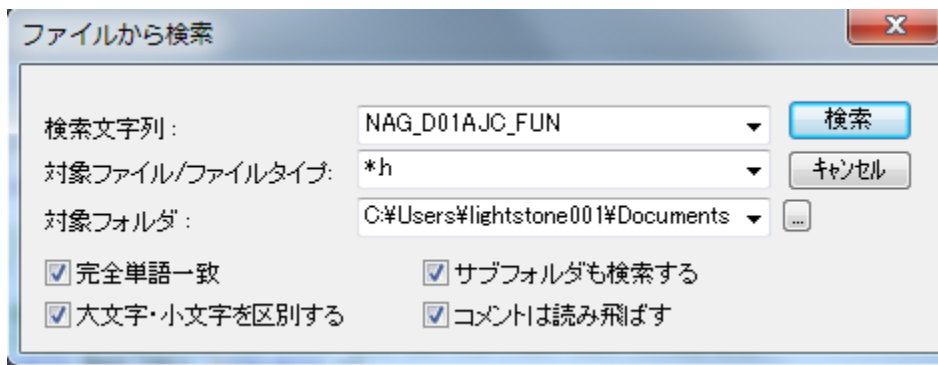 ファイルから検索
検索文字列 : NAG_D01AJC_FUN 検索
対象ファイル/ファイルタイプ: *.h キャンセル
対象フォルダ : C:¥Users¥lightstone001¥Documents ...
完全単語一致 サブフォルダも検索する
大文字・小文字を区別する コメントは読み飛ばす